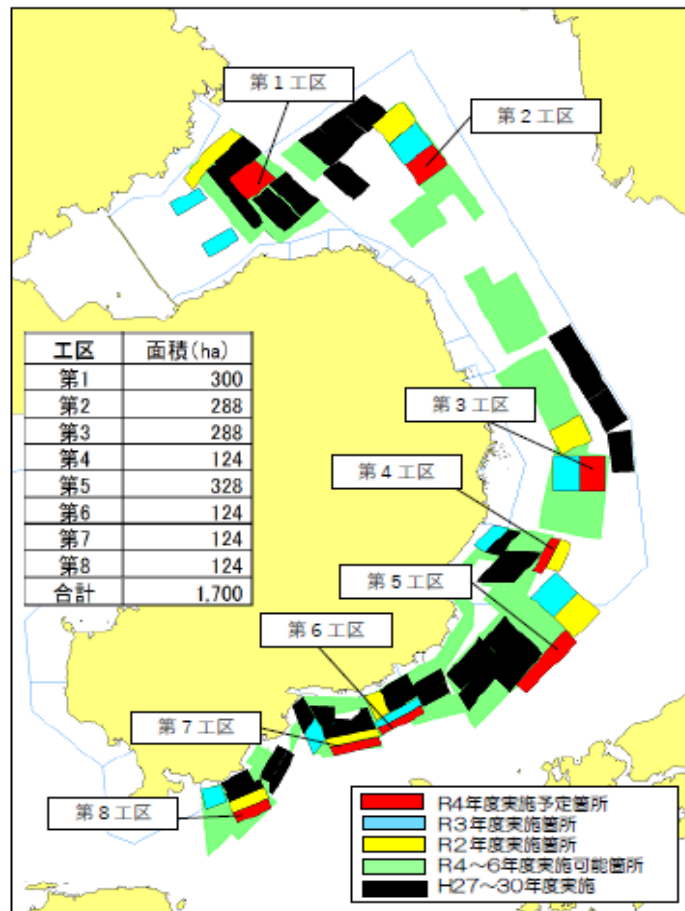 第1工区
第2工区
工区 面積(ha)
第1 300
第2 288
第3 288
第4 124
第5 328
第6 124
第7 124
第8 124
合計 1,700
第3工区
第4工区
第5工区
第6工区
第7工区
第8工区
R4年度実施予定箇所
R3年度実施箇所
R2年度実施箇所
R4～6年度実施可能箇所
H27～30年度実施